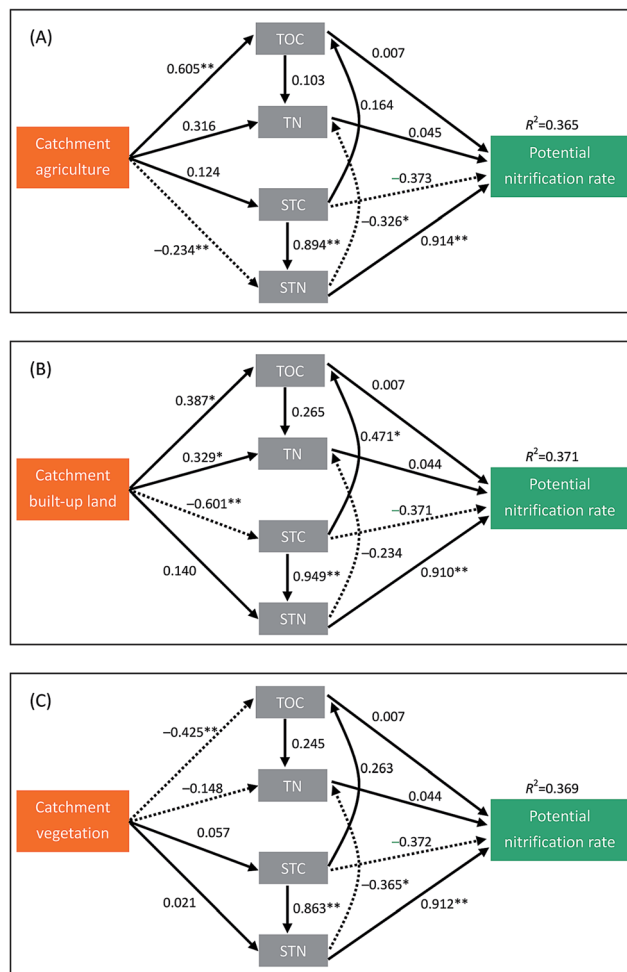 (A)
TOC
0.605**
0.007
0.103
0.164
R²=0.365
TN
Catchment
agriculture
0.316
0.045
Potential
nitrification rate
0.124
−0.373
STC
−0.326*
−0.234**
0.894**
0.914**
STN
(B)
TOC
0.387*
0.007
0.265
0.471*
R²=0.371
TN
Catchment
built-up land
0.329*
0.044
Potential
nitrification rate
−0.601**
−0.371
STC
−0.234
0.140
0.949**
0.910**
STN
(C)
TOC
−0.425**
0.007
0.245
0.263
R²=0.369
TN
Catchment
vegetation
−0.148
0.044
Potential
nitrification rate
0.057
−0.372
STC
−0.365*
0.021
0.863**
0.912**
STN